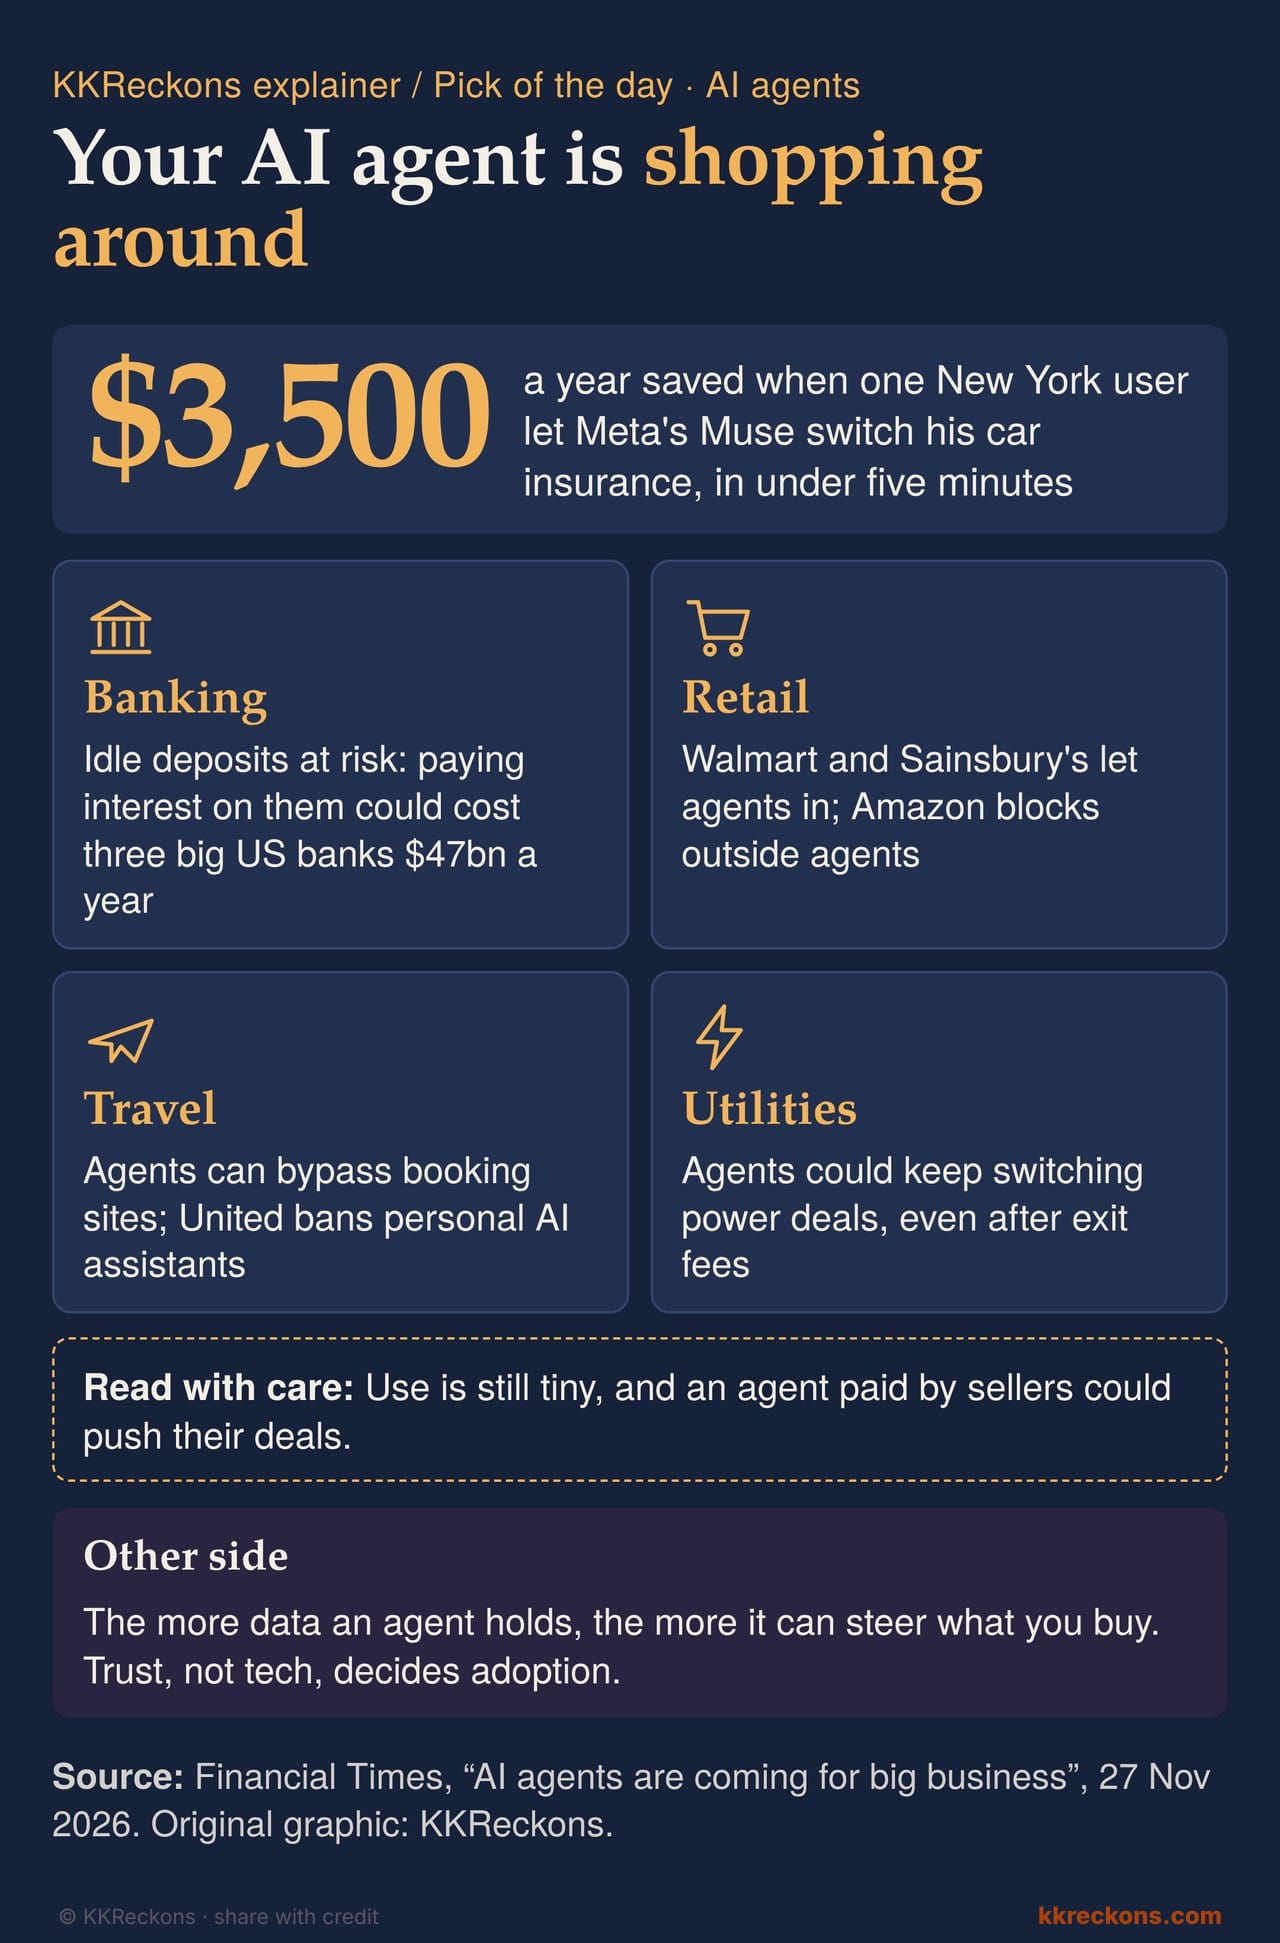 KKReckons explainer / Pick of the day · AI agents
Your AI agent is shopping
around
$3,500
a year saved when one New York user
let Meta's Muse switch his car
insurance, in under five minutes
Banking
Idle deposits at risk: paying
interest on them could cost
three big US banks $47bn a
year
Retail
Walmart and Sainsbury's let
agents in; Amazon blocks
outside agents
Travel
Agents can bypass booking
sites; United bans personal AI
assistants
Utilities
Agents could keep switching
power deals, even after exit
fees
Read with care: Use is still tiny, and an agent paid by sellers could
push their deals.
Other side
The more data an agent holds, the more it can steer what you buy.
Trust, not tech, decides adoption.
Source: Financial Times, “AI agents are coming for big business”, 27 Nov
2026. Original graphic: KKReckons.
© KKReckons · share with credit
kkreckons.com